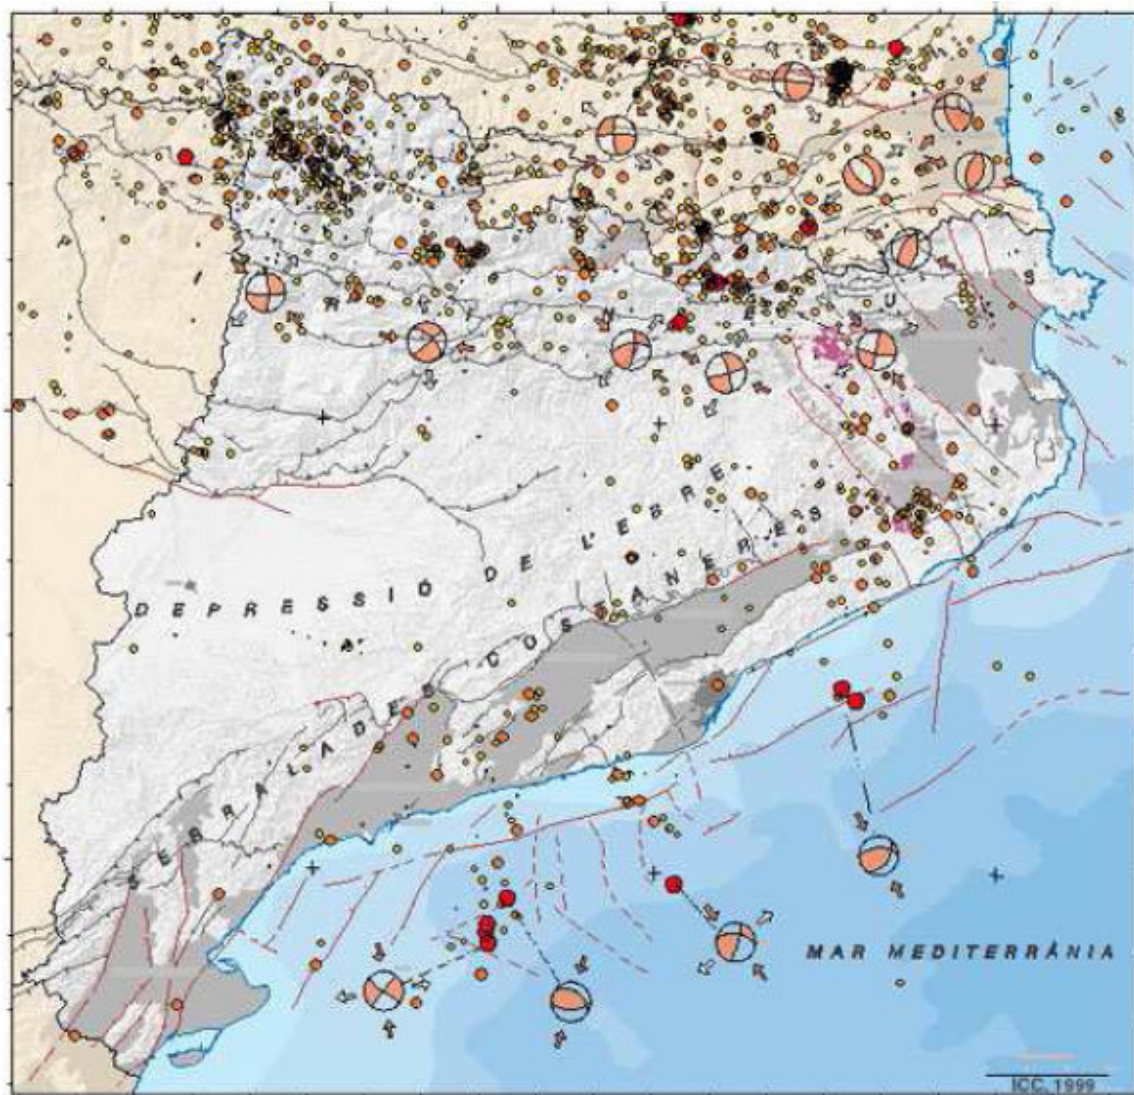 P I R I N E U S
DEPRESSIÓ DE L'EBRE
SERRALADES COSTANERES
MAR MEDITERRÀNIA
ICC, 1999